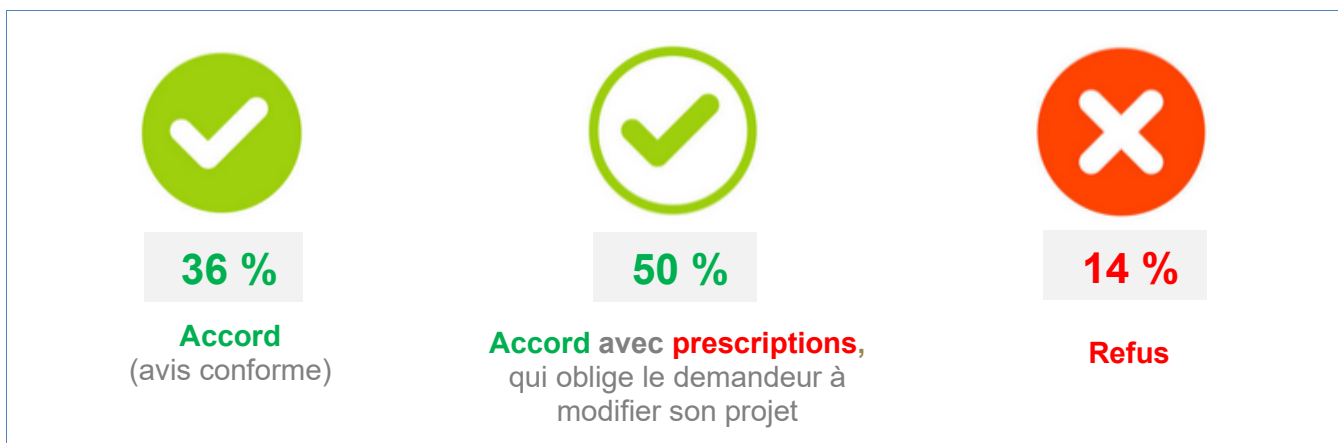 36 %
Accord
(avis conforme)
50 %
Accord avec prescriptions,
qui oblige le demandeur à
modifier son projet
14 %
Refus